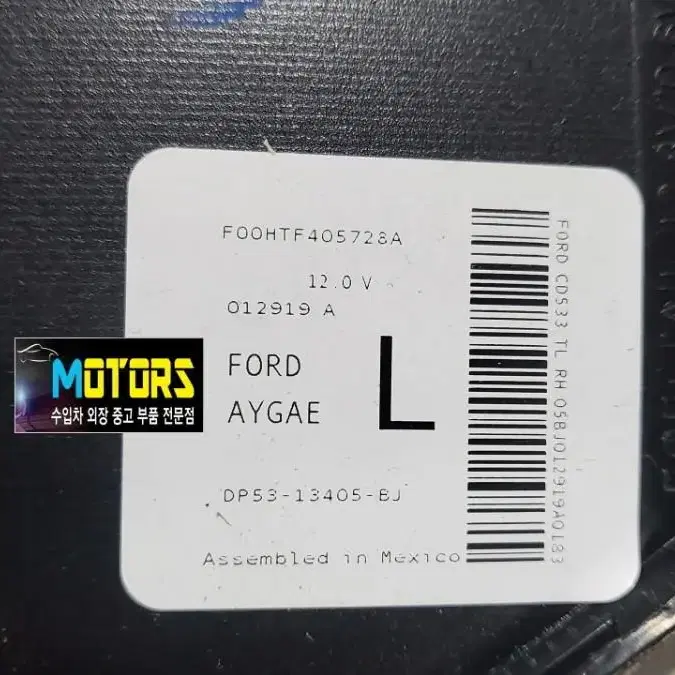 F00HTF405728A
12.0 V
012919 A
FORD
AYGAE
L
DP53-13405-BJ
Assembled in Mexico
FORD CD533 TL RH 05BJ012919A0183
MOTORS
수입차 외장 중고 부품 전문점